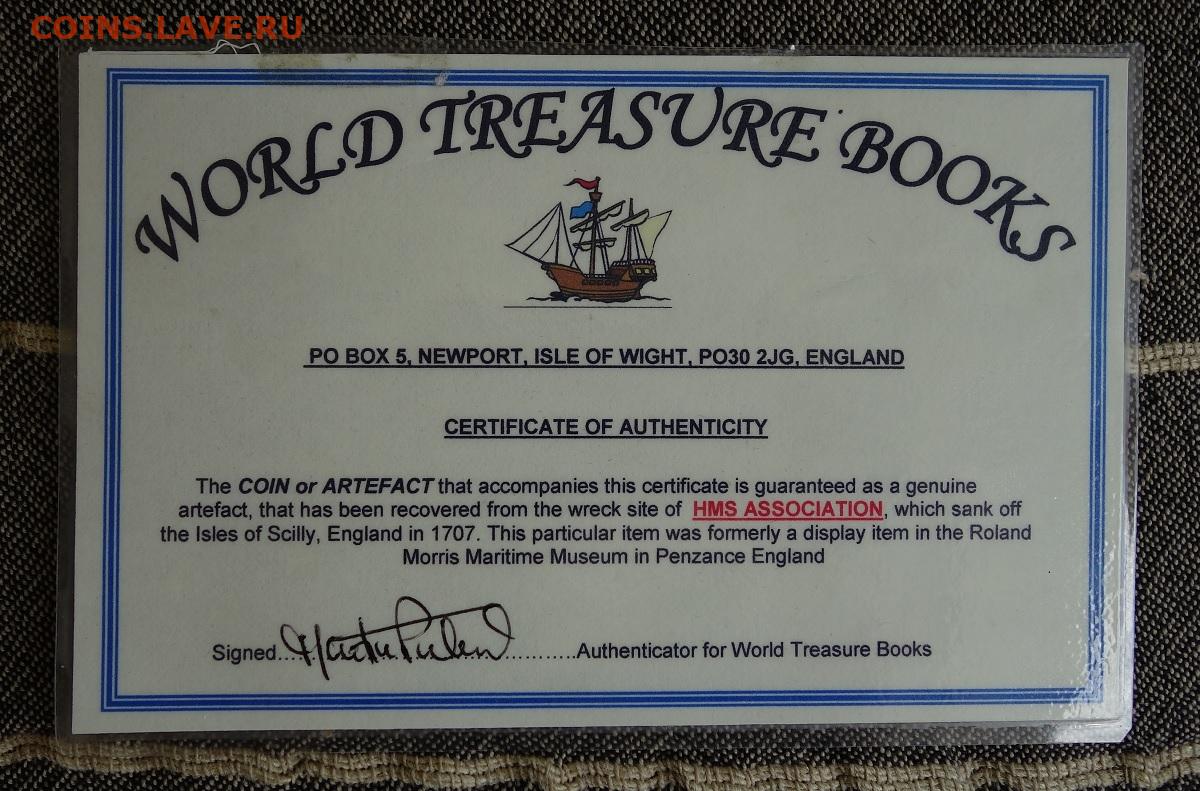 COINS.LAVE.RU
WORLD TREASURE BOOKS
PO BOX 5, NEWPORT, ISLE OF WIGHT, PO30 2JG, ENGLAND
CERTIFICATE OF AUTHENTICITY
The COIN or ARTEFACT that accompanies this certificate is guaranteed as a genuine
artefact, that has been recovered from the wreck site of HMS ASSOCIATION, which sank off
the Isles of Scilly, England in 1707. This particular item was formerly a display item in the Roland
Morris Maritime Museum in Penzance England
Signed..............................Authenticator for World Treasure Books